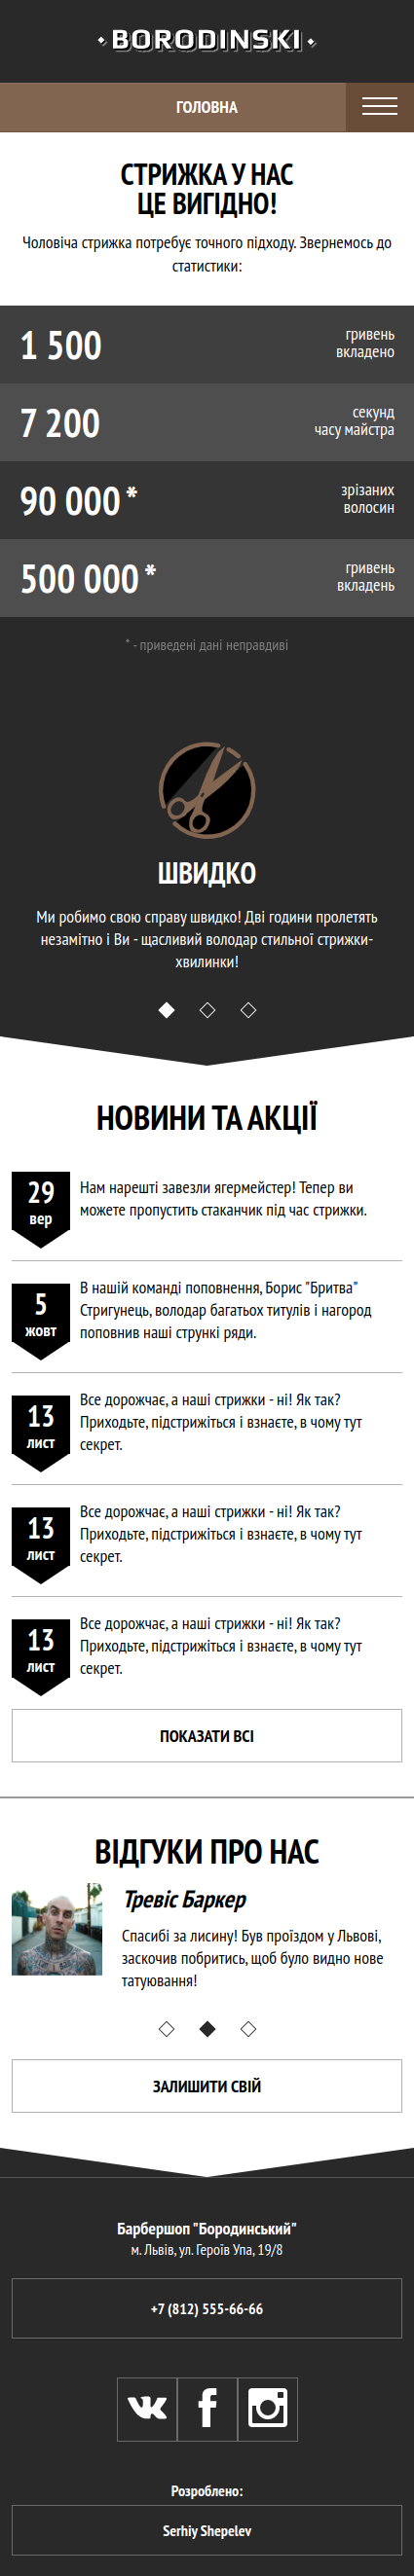 BORODINSKI
ГОЛОВНА
СТРИЖКА У НАС
ЦЕ ВИГІДНО!
Чоловіча стрижка потребує точного підходу. Звернемось до
статистики:
1 500
гривень
вкладено
7 200
секунд
часу майстра
90 000 *
зрізаних
волосин
500 000 *
гривень
вкладень
* - приведені дані неправдиві
ШВИДКО
Ми робимо свою справу швидко! Дві години пролетять
незамітно і Ви - щасливий володар стильної стрижки-
хвилинки!
НОВИНИ ТА АКЦІЇ
29
вер
Нам нарешті завезли ягермейстер! Тепер ви
можете пропустить стаканчик під час стрижки.
5
жовт
В нашій команді поповнення, Борис "Бритва"
Стригунець, володар багатьох титулів і нагород
поповнив наші стрункі ряди.
13
лист
Все дорожчає, а наші стрижки - ні! Як так?
Приходьте, підстрижіться і взнаєте, в чому тут
секрет.
13
лист
Все дорожчає, а наші стрижки - ні! Як так?
Приходьте, підстрижіться і взнаєте, в чому тут
секрет.
13
лист
Все дорожчає, а наші стрижки - ні! Як так?
Приходьте, підстрижіться і взнаєте, в чому тут
секрет.
ПОКАЗАТИ ВСІ
ВІДГУКИ ПРО НАС
Тревіс Баркер
Спасибі за лисину! Був проїздом у Львові,
заскочив побритись, щоб було видно нове
татуювання!
ЗАЛИШИТИ СВІЙ
Барбершоп "Бородинський"
м. Львів, ул. Героїв Упа, 19/8
+7 (812) 555-66-66
Розроблено:
Serhiy Shepelev